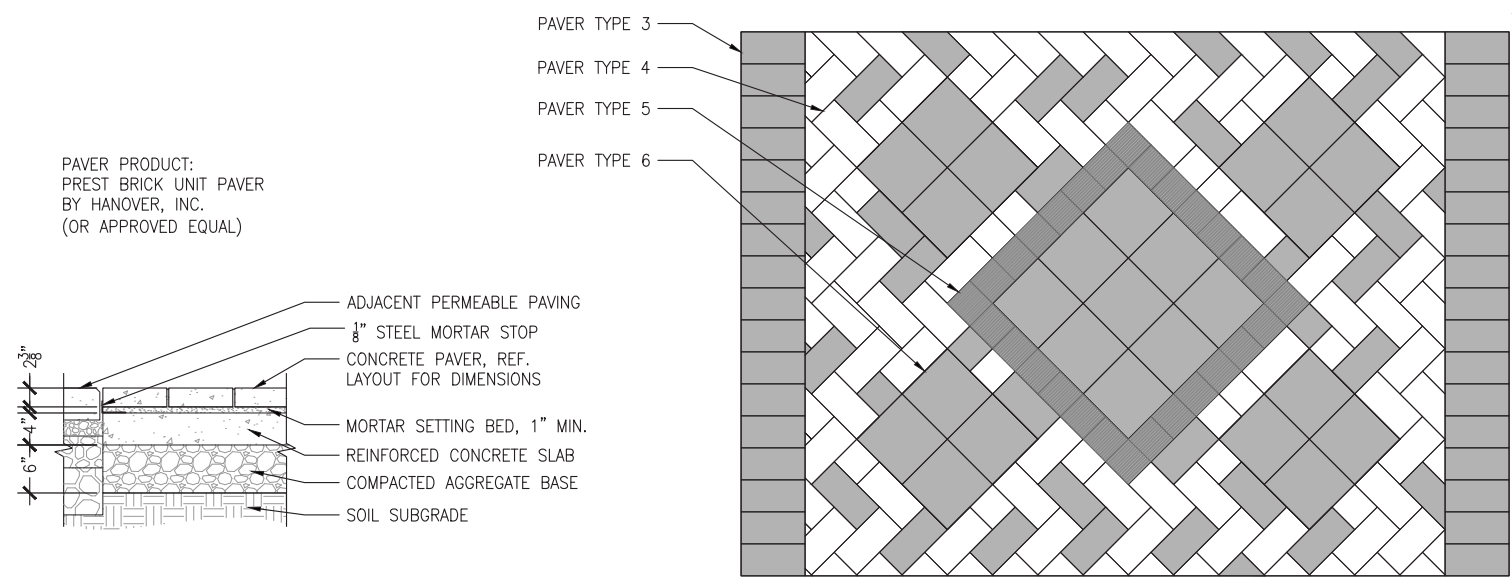 PAVER TYPE 3
PAVER TYPE 4
PAVER TYPE 5
PAVER TYPE 6
PAVER PRODUCT:
PREST BRICK UNIT PAVER
BY HANOVER, INC.
(OR APPROVED EQUAL)
ADJACENT PERMEABLE PAVING
1/8" STEEL MORTAR STOP
CONCRETE PAVER, REF.
LAYOUT FOR DIMENSIONS
MORTAR SETTING BED, 1" MIN.
REINFORCED CONCRETE SLAB
COMPACTED AGGREGATE BASE
SOIL SUBGRADE
2 3/8"
4"
6"